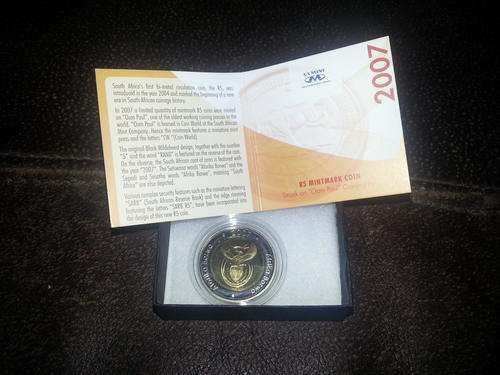 South Africa's first bi-metal circulation coin, the R5, was
introduced in the year 2004 and marked the beginning of a new
era in South African coinage history.
In 2007 a limited quantity of mintmark R5 coins were minted
on "Oom Paul", one of the oldest working coining presses in the
world. "Oom Paul" is housed in Coin World at the South African
Mint Company. Hence the mintmark features a miniature coin
press and the letters "CW" (Coin World).
The original Black Wildebeest design, together with the numeral
"5" and the word "RAND" is featured on the reverse of the coin.
On the obverse, the South African coat of arms is featured with
the year "2007". The Setswana words "Aforika Borwa" and the
Sepedi and Sesotho words "Afrika Borwa", meaning "South
Africa" are also depicted.
Various complex security features such as the miniature lettering
"SARB" (South African Reserve Bank) and the edge running
featuring the letters "SARB R5", have been incorporated into
the design of this new R5 coin.
2007
R5 MINTMARK COIN
Struck on "Oom Paul" Coining Press
2007
Aforika Borwa
Afrika Borwa